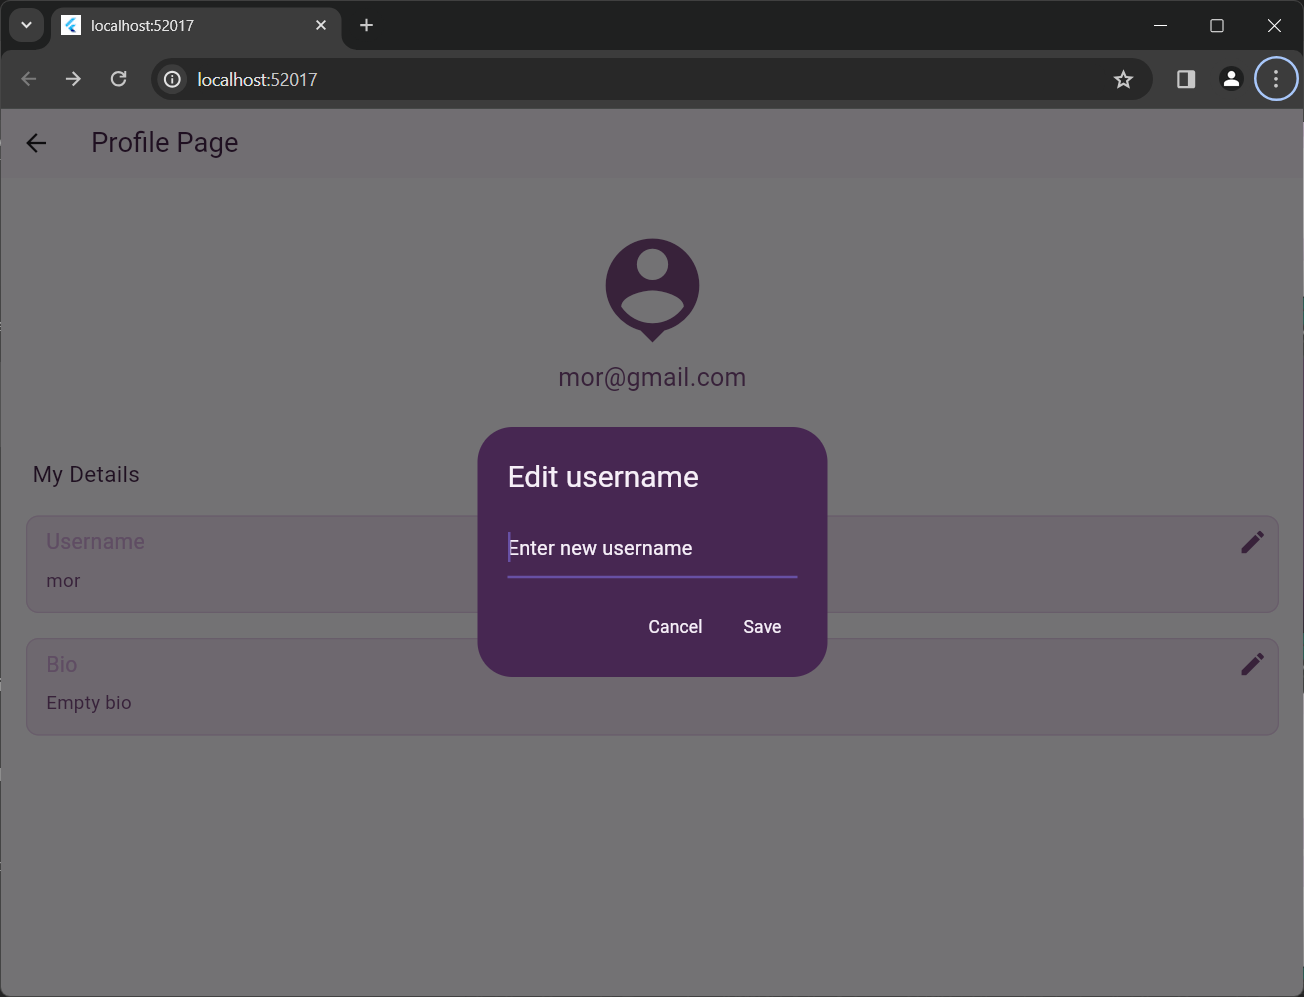 localhost:52017
localhost:52017
Profile Page
mor@gmail.com
My Details
Username
mor
Bio
Empty bio
Edit username
Enter new username
Cancel Save